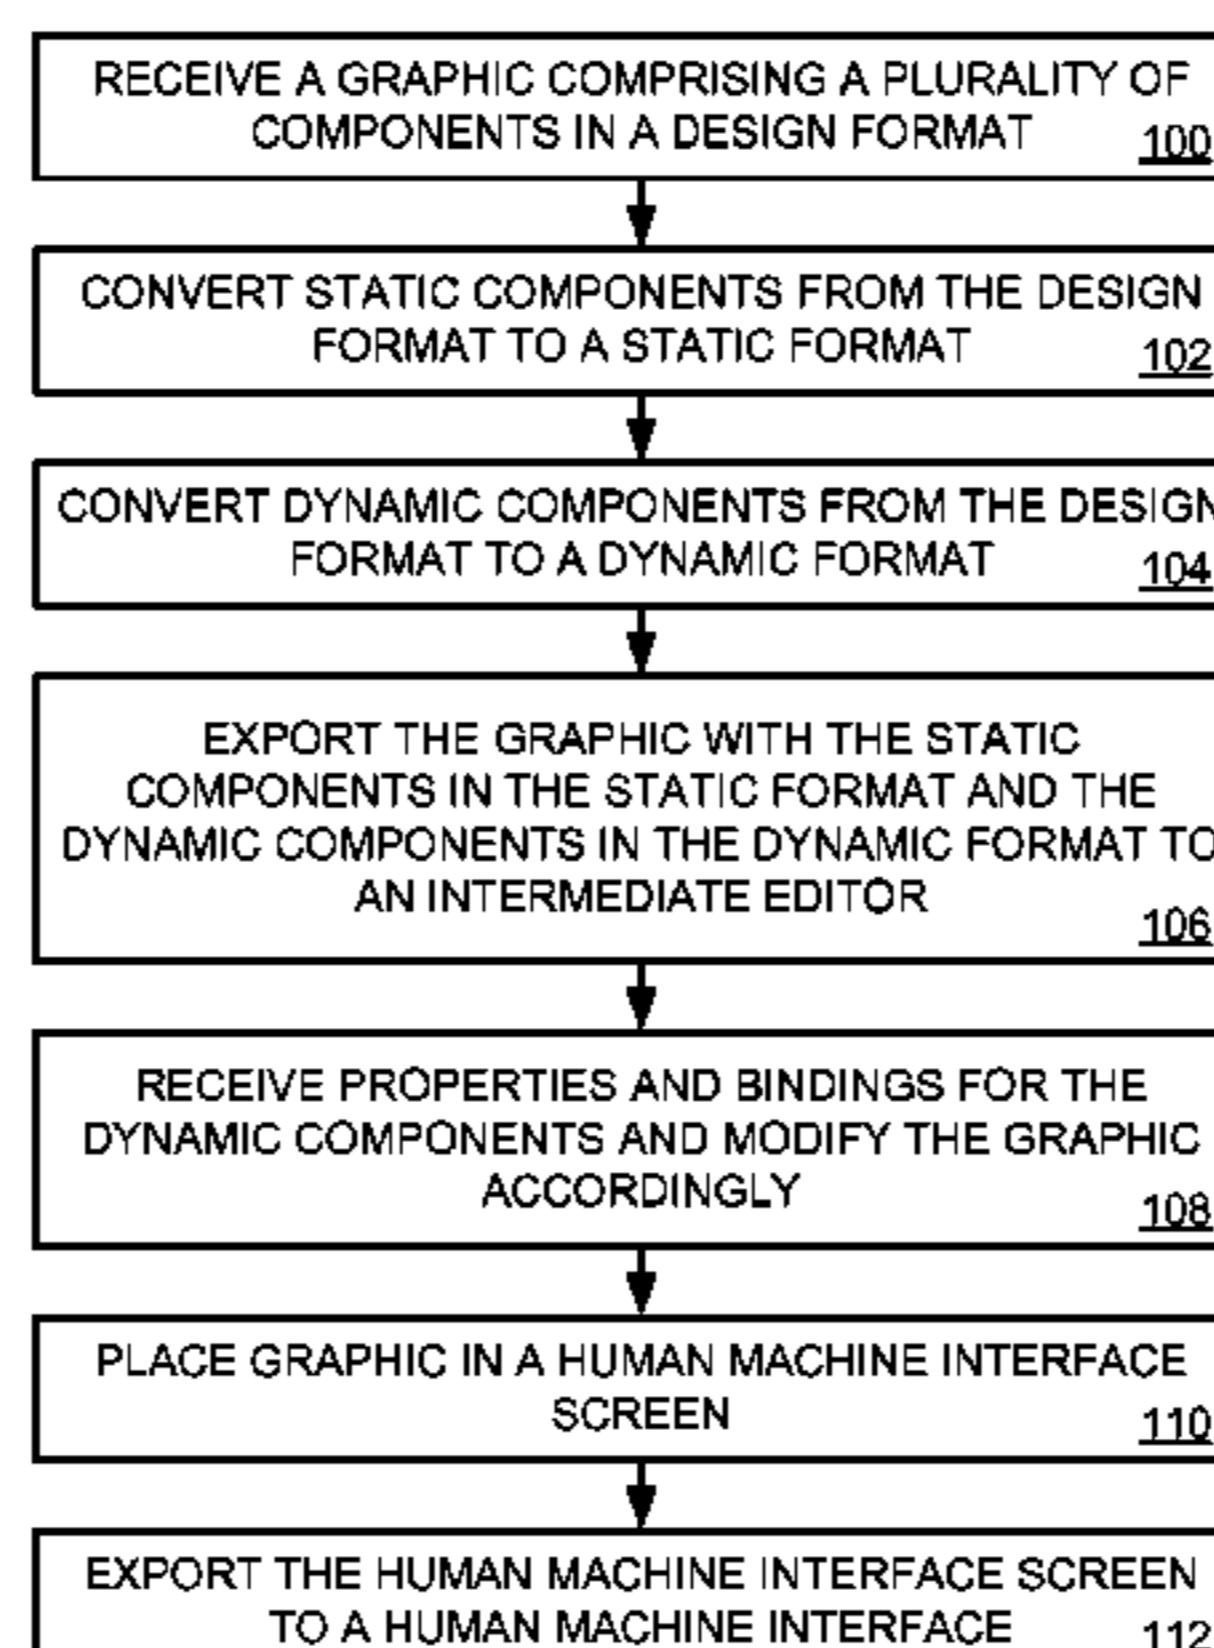 RECEIVE A GRAPHIC COMPRISING A PLURALITY OF
COMPONENTS IN A DESIGN FORMAT
100
CONVERT STATIC COMPONENTS FROM THE DESIGN
FORMAT TO A STATIC FORMAT
102
CONVERT DYNAMIC COMPONENTS FROM THE DESIGN
FORMAT TO A DYNAMIC FORMAT
104
EXPORT THE GRAPHIC WITH THE STATIC
COMPONENTS IN THE STATIC FORMAT AND THE
DYNAMIC COMPONENTS IN THE DYNAMIC FORMAT TO
AN INTERMEDIATE EDITOR
106
RECEIVE PROPERTIES AND BINDINGS FOR THE
DYNAMIC COMPONENTS AND MODIFY THE GRAPHIC
ACCORDINGLY
108
PLACE GRAPHIC IN A HUMAN MACHINE INTERFACE
SCREEN
110
EXPORT THE HUMAN MACHINE INTERFACE SCREEN
TO A HUMAN MACHINE INTERFACE
112